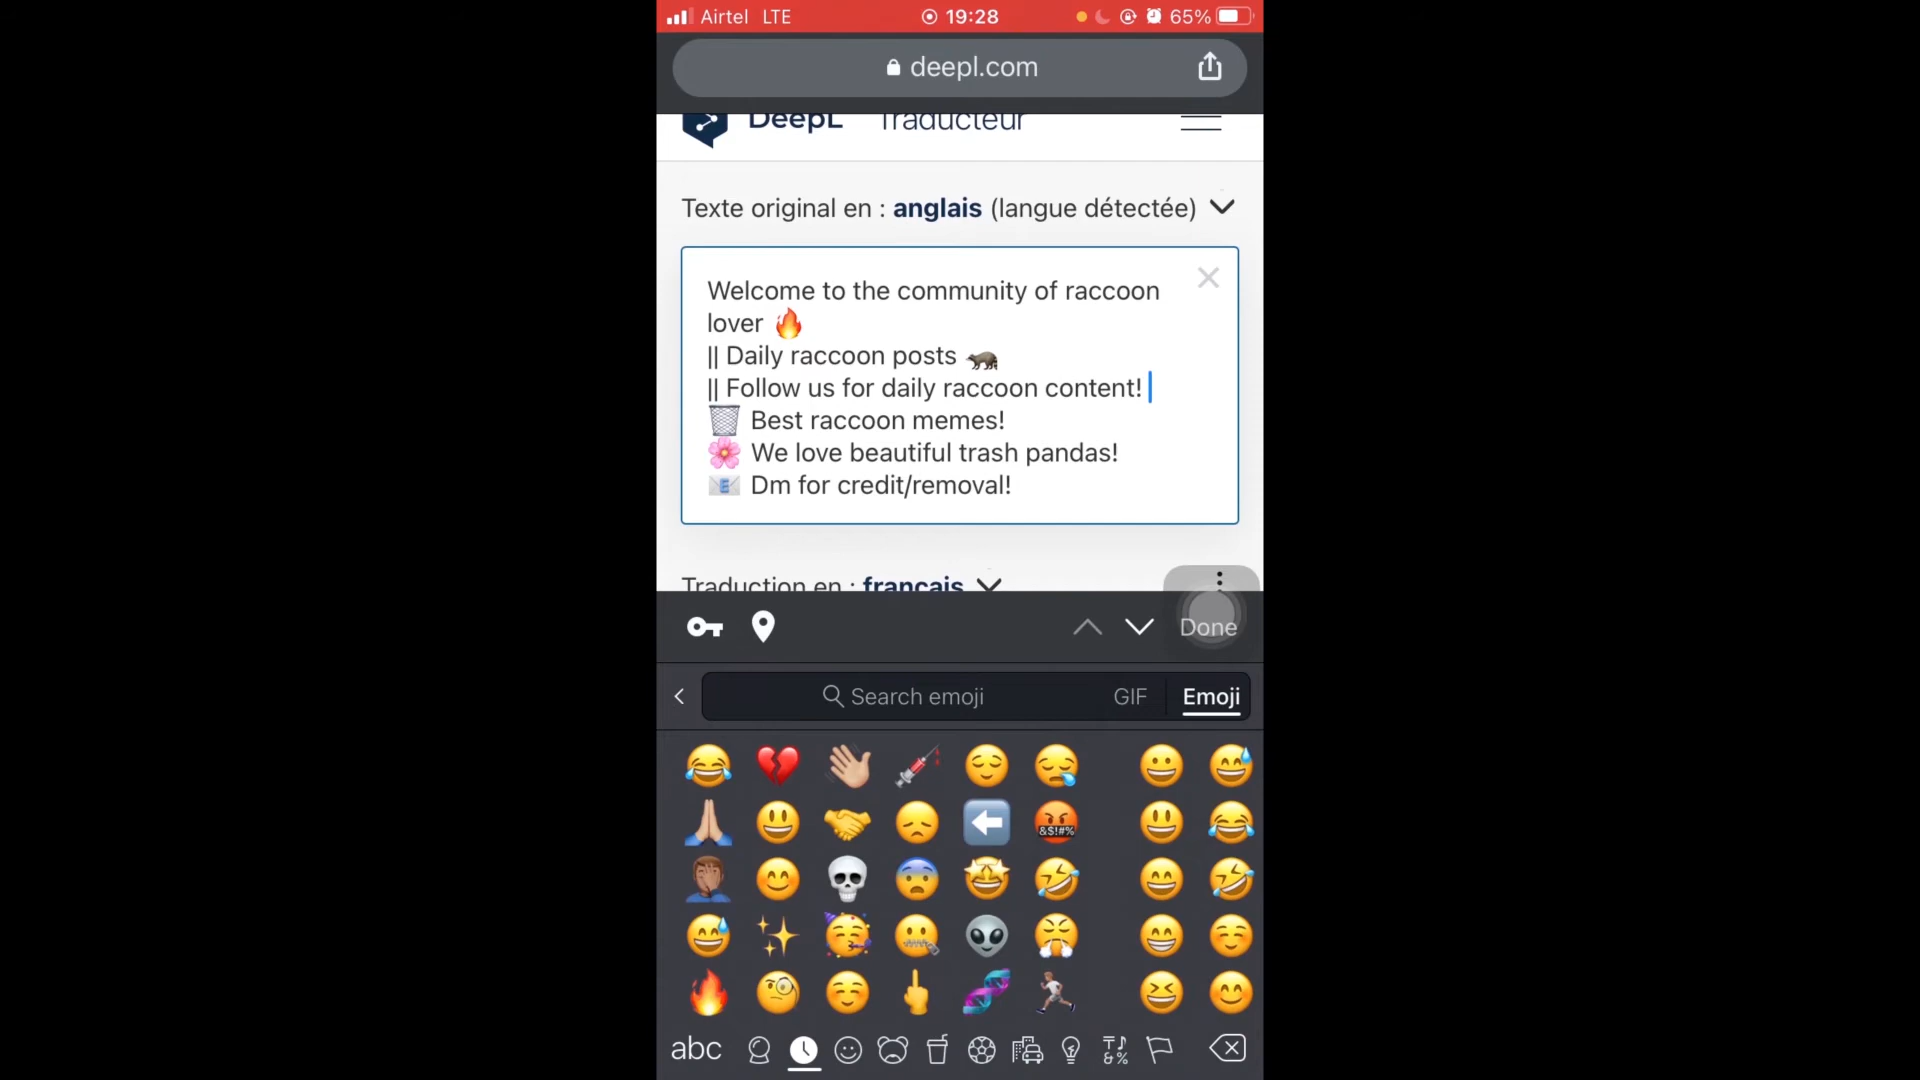 Airtel LTE 19:28 65%
deepl.com
DeepL Traducteur
Texte original en : anglais (langue détectée)
Welcome to the community of raccoon
lover 🔥
|| Daily raccoon posts 🦝
|| Follow us for daily raccoon content!
🗑️ Best raccoon memes!
🌸 We love beautiful trash pandas!
📧 Dm for credit/removal!
Traduction en : français
Done
Search emoji GIF Emoji
&$!#%
abc